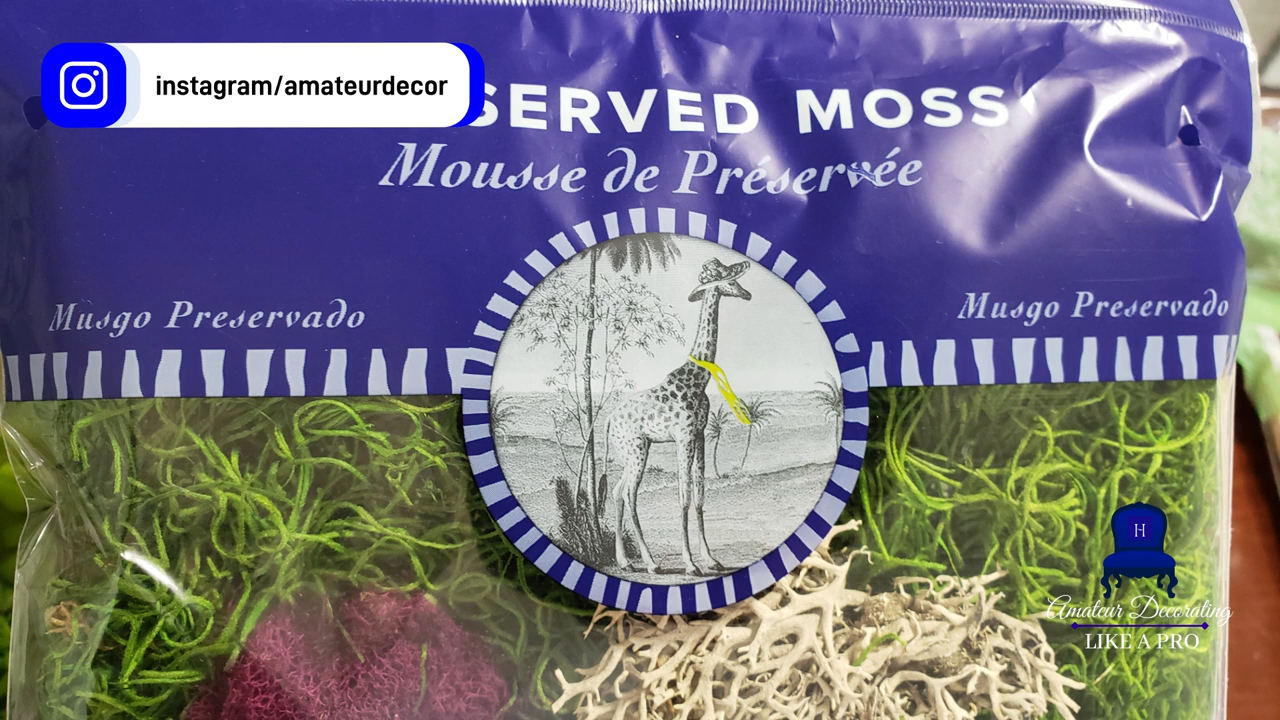 instagram/amateurdecor
SERVED MOSS
Mousse de Préservée
Musgo Preservado
Musgo Preservado
H
Amateur Decorating
LIKE A PRO